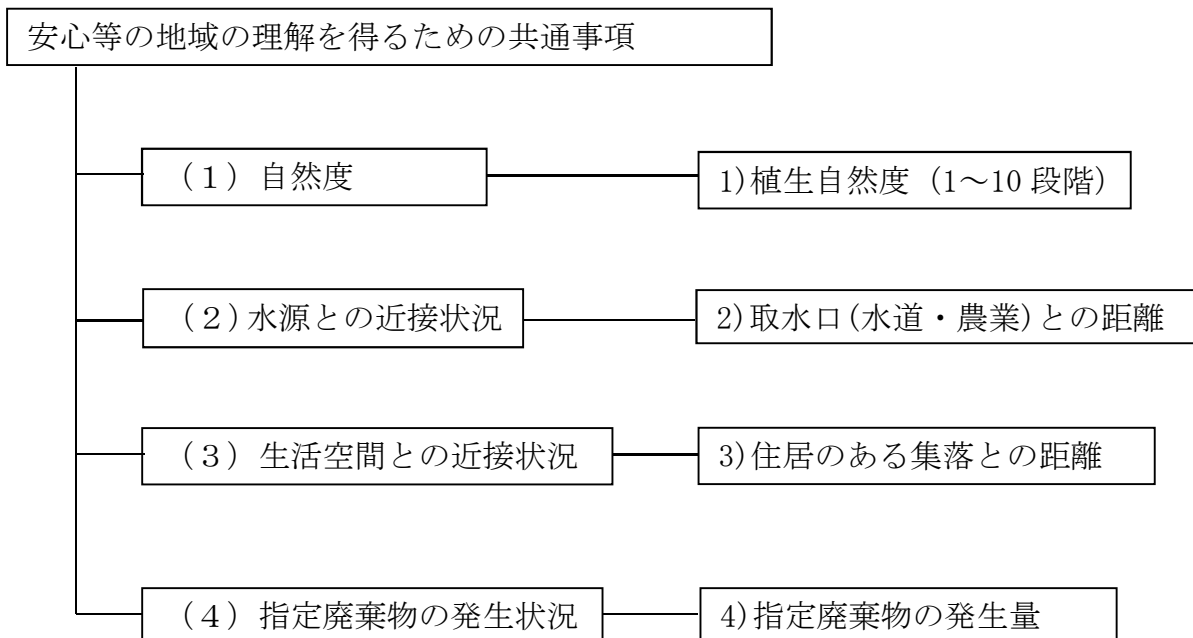 安心等の地域の理解を得るための共通事項
（１）自然度
1)植生自然度（1～10 段階）
（２）水源との近接状況
2)取水口(水道・農業)との距離
（３）生活空間との近接状況
3)住居のある集落との距離
（４）指定廃棄物の発生状況
4)指定廃棄物の発生量